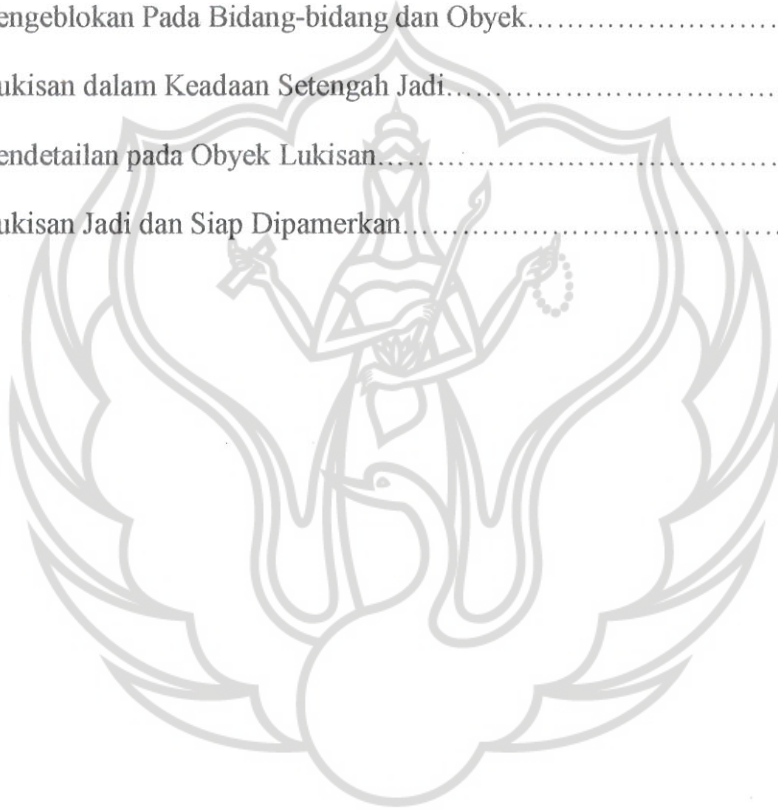 engeblokan Pada Bidang-bidang dan Obyek..............................
ukisan dalam Keadaan Setengah Jadi....................................
endetailan pada Obyek Lukisan..........................................
ukisan Jadi dan Siap Dipamerkan........................................